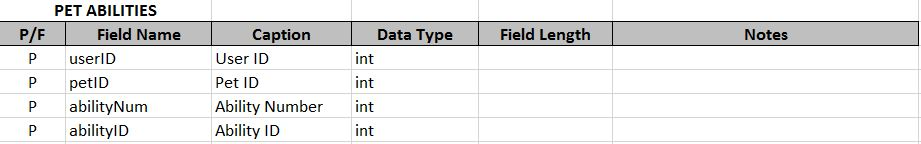 PET ABILITIES
P/F Field Name Caption Data Type Field Length Notes
P userID User ID int
P petID Pet ID int
P abilityNum Ability Number int
P abilityID Ability ID int